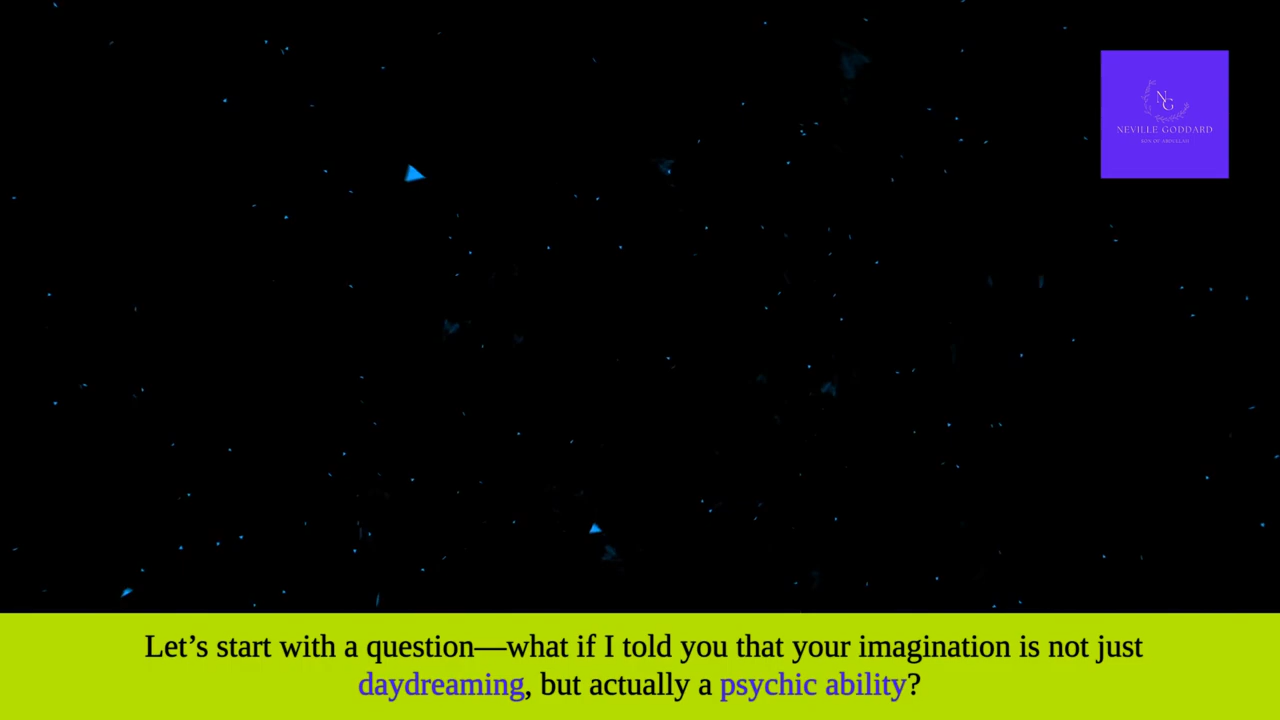 NG
NEVILLE GODDARD
Let's start with a question—what if I told you that your imagination is not just
daydreaming, but actually a psychic ability?